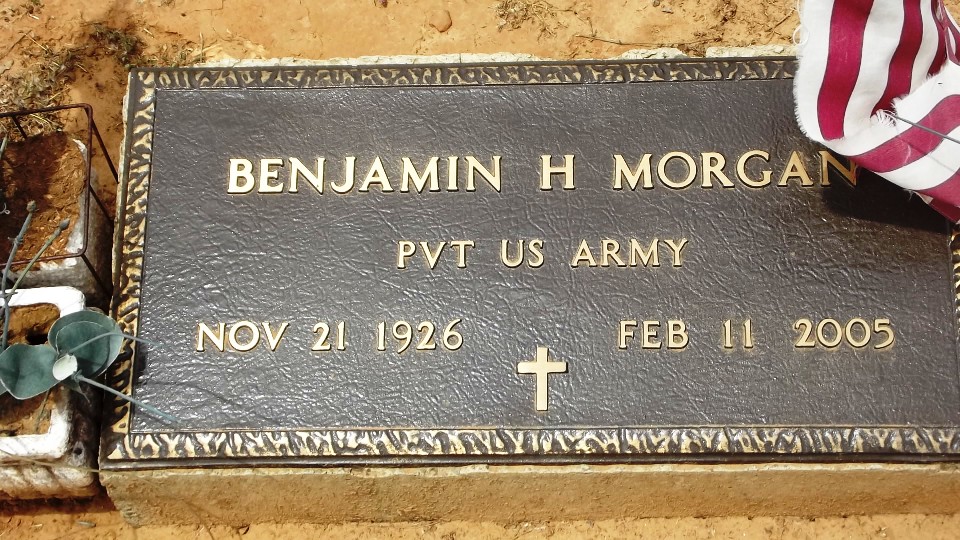 BENJAMIN H MORGAN
PVT US ARMY
NOV 21 1926 FEB 11 2005